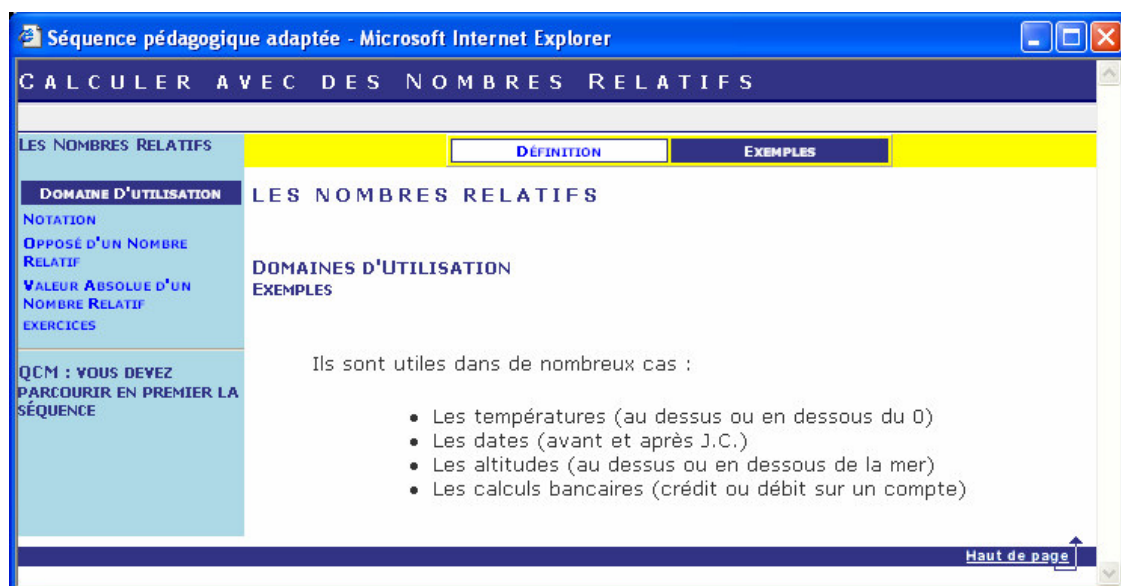 Séquence pédagogique adaptée - Microsoft Internet Explorer
CALCULER AVEC DES NOMBRES RELATIFS
LES NOMBRES RELATIFS
DÉFINITION
EXEMPLES
DOMAINE D'UTILISATION
NOTATION
OPPOSÉ D'UN NOMBRE
RELATIF
VALEUR ABSOLUE D'UN
NOMBRE RELATIF
EXERCICES
QCM : VOUS DEVEZ
PARCOURIR EN PREMIER LA
SÉQUENCE
LES NOMBRES RELATIFS
DOMAINES D'UTILISATION
EXEMPLES
Ils sont utiles dans de nombreux cas :
• Les températures (au dessus ou en dessous du 0)
• Les dates (avant et après J.C.)
• Les altitudes (au dessus ou en dessous de la mer)
• Les calculs bancaires (crédit ou débit sur un compte)
Haut de page